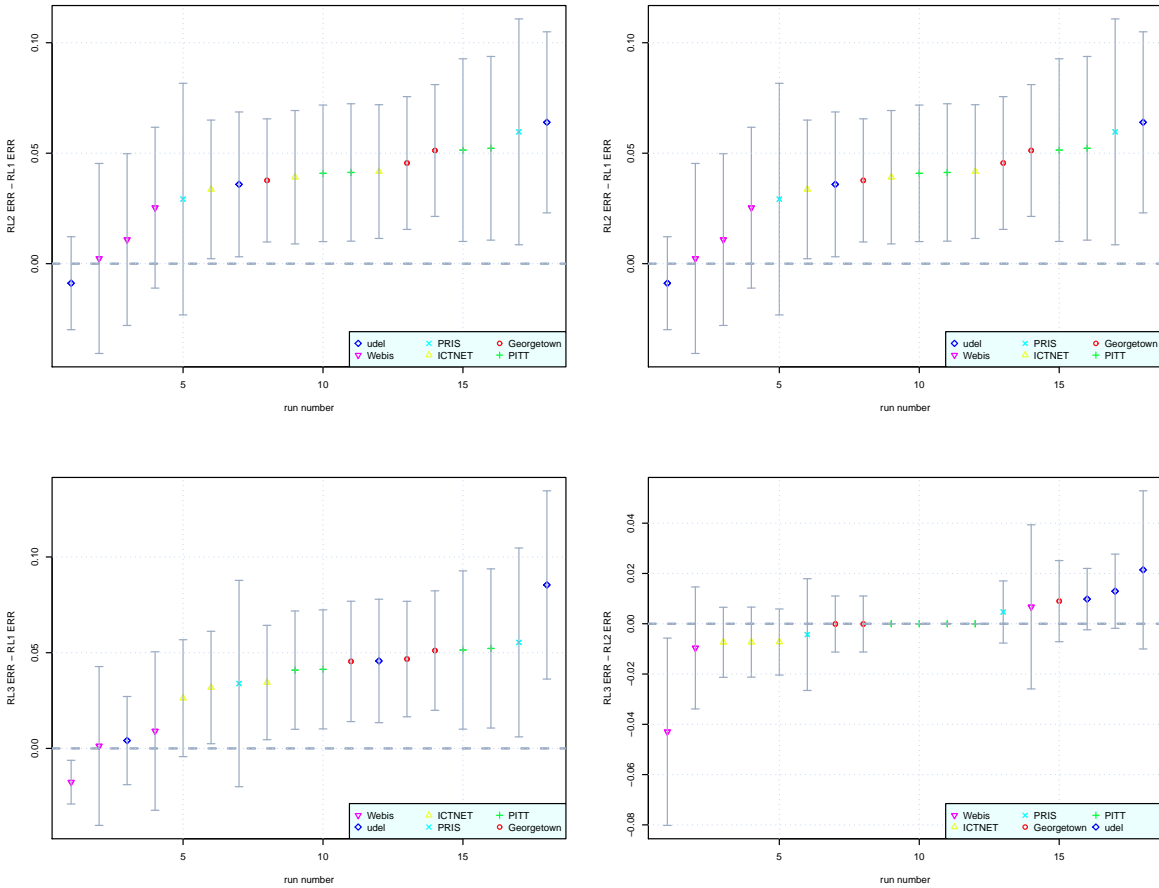 RL2 ERR − RL1 ERR
0.00
0.05
0.10
5
10
15
run number
udel
PRIS
Georgetown
Webis
ICTNET
PITT
RL2 ERR − RL1 ERR
0.00
0.05
0.10
5
10
15
run number
udel
PRIS
Georgetown
Webis
ICTNET
PITT
RL3 ERR − RL1 ERR
0.00
0.05
0.10
5
10
15
run number
Webis
ICTNET
PITT
udel
PRIS
Georgetown
RL3 ERR − RL2 ERR
−0.08
−0.06
−0.04
−0.02
0.00
0.02
0.04
5
10
15
run number
Webis
PRIS
PITT
ICTNET
Georgetown
udel